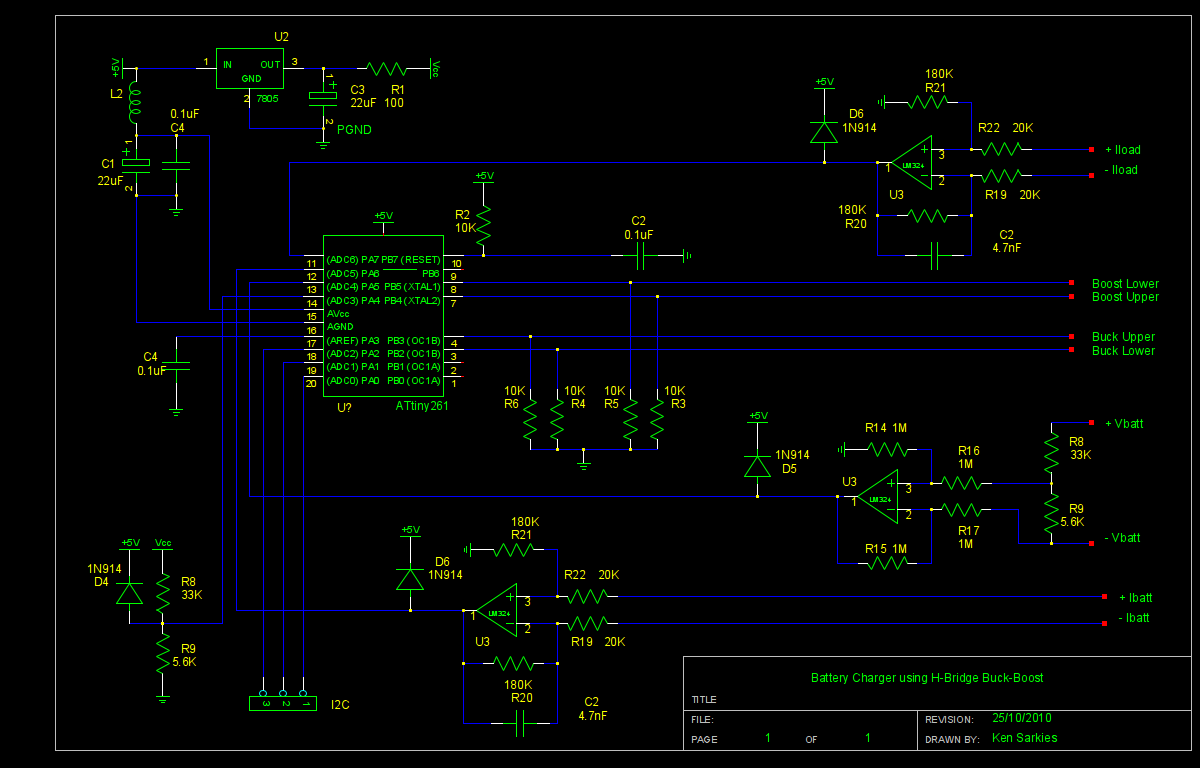 U2
+5V
1
IN
OUT
3
GND
2
7805
Vcc
L2
C3
22uF
R1
100
1
+
2
PGND
0.1uF
C4
C1
22uF
1
+
2
+5V
D6
1N914
180K
R21
R22 20K
+ Iload
- Iload
R19 20K
LM324
+
-
3
2
1
U3
180K
R20
C2
4.7nF
+5V
R2
10K
C2
0.1uF
+5V
11
(ADC6) PA7
PB7 (RESET)
10
12
(ADC5) PA6
PB6
9
13
(ADC4) PA5
PB5 (XTAL1)
8
14
(ADC3) PA4
PB4 (XTAL2)
7
15
AVcc
16
AGND
17
(AREF) PA3
PB3 (OC1B)
4
18
(ADC2) PA2
PB2 (OC1B)
3
19
(ADC1) PA1
PB1 (OC1A)
2
20
(ADC0) PA0
PB0 (OC1A)
1
U?
ATtiny261
Boost Lower
Boost Upper
Buck Upper
Buck Lower
C4
0.1uF
10K
R6
10K
R4
10K
R5
10K
R3
+5V
1N914
D5
R14 1M
R16
1M
U3
LM324
+
-
3
2
1
R17
1M
R15 1M
+ Vbatt
R8
33K
R9
5.6K
- Vbatt
+5V
Vcc
1N914
D4
R8
33K
R9
5.6K
+5V
D6
1N914
180K
R21
R22 20K
+ Ibatt
- Ibatt
R19 20K
LM324
+
-
3
2
1
U3
180K
R20
C2
4.7nF
3
2
1
I2C
Battery Charger using H-Bridge Buck-Boost
TITLE
FILE:
REVISION: 25/10/2010
PAGE 1 OF 1
DRAWN BY: Ken Sarkies